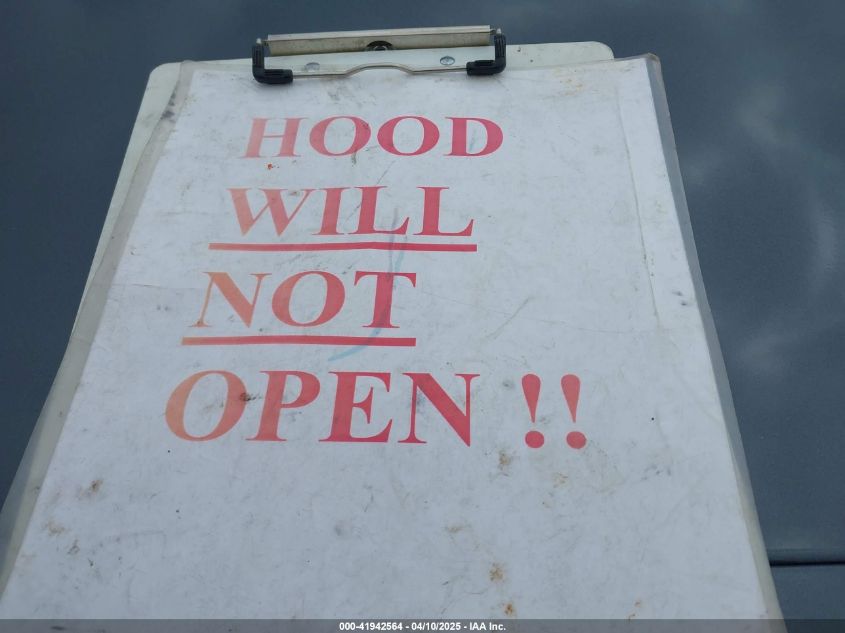 HOOD
WILL
NOT
OPEN !!
000-41942564 - 04/10/2025 - IAA Inc.